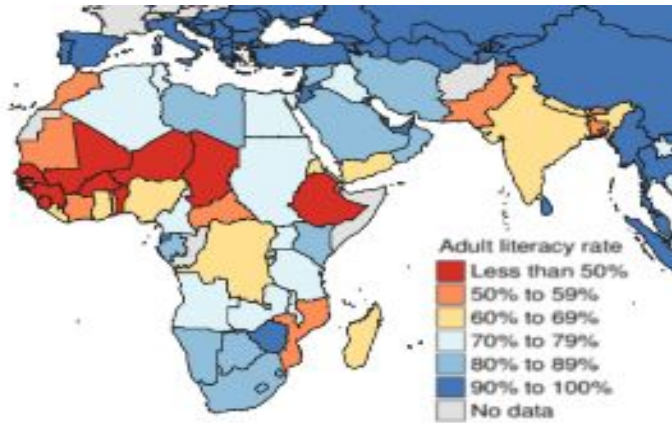 Adult literacy rate
Less than 50%
50% to 59%
60% to 69%
70% to 79%
80% to 89%
90% to 100%
No data